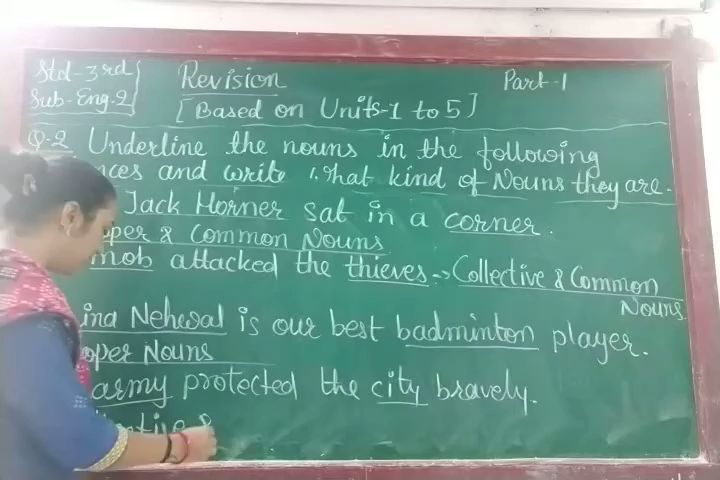 Std-3rd
Sub-Eng.2
Revision
Part-1
[Based on Units-1 to 5]
Q.2 Underline the nouns in the following
nces and write what kind of Nouns they are.
Jack Horner sat in a corner.
per & Common Nouns
mob attacked the thieves. → Collective & Common
Nouns
ina Nehwal is our best badminton player.
oper Nouns
army protected the city bravely.